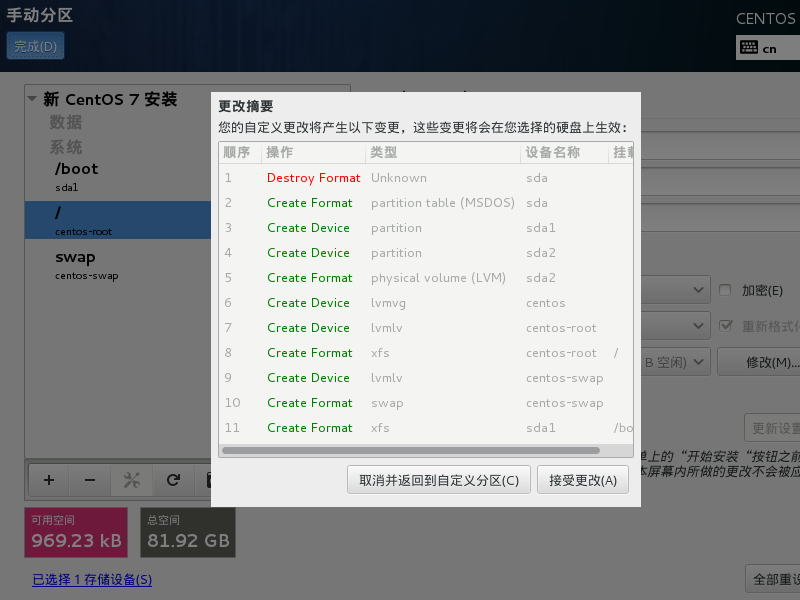 手动分区
CENTOS
完成(D)
cn
新 CentOS 7 安装
数据
系统
/boot
sda1
/
centos-root
swap
centos-swap
更改摘要
您的自定义更改将产生以下变更，这些变更将会在您选择的硬盘上生效：
顺序 操作 类型 设备名称 挂载
1 Destroy Format Unknown sda
2 Create Format partition table (MSDOS) sda
3 Create Device partition sda1
4 Create Device partition sda2
5 Create Format physical volume (LVM) sda2
6 Create Device lvmvg centos
7 Create Device lvmlv centos-root
8 Create Format xfs centos-root /
9 Create Device lvmlv centos-swap
10 Create Format swap centos-swap
11 Create Format xfs sda1 /bo
取消并返回到自定义分区(C) 接受更改(A)
加密(E)
重新格式化
B 空闲) 修改(M)...
更新设置
单上的“开始安装“按钮之前
本屏幕内所做的更改不会被应
可用空间
969.23 kB
总空间
81.92 GB
已选择 1 存储设备(S)
全部重设